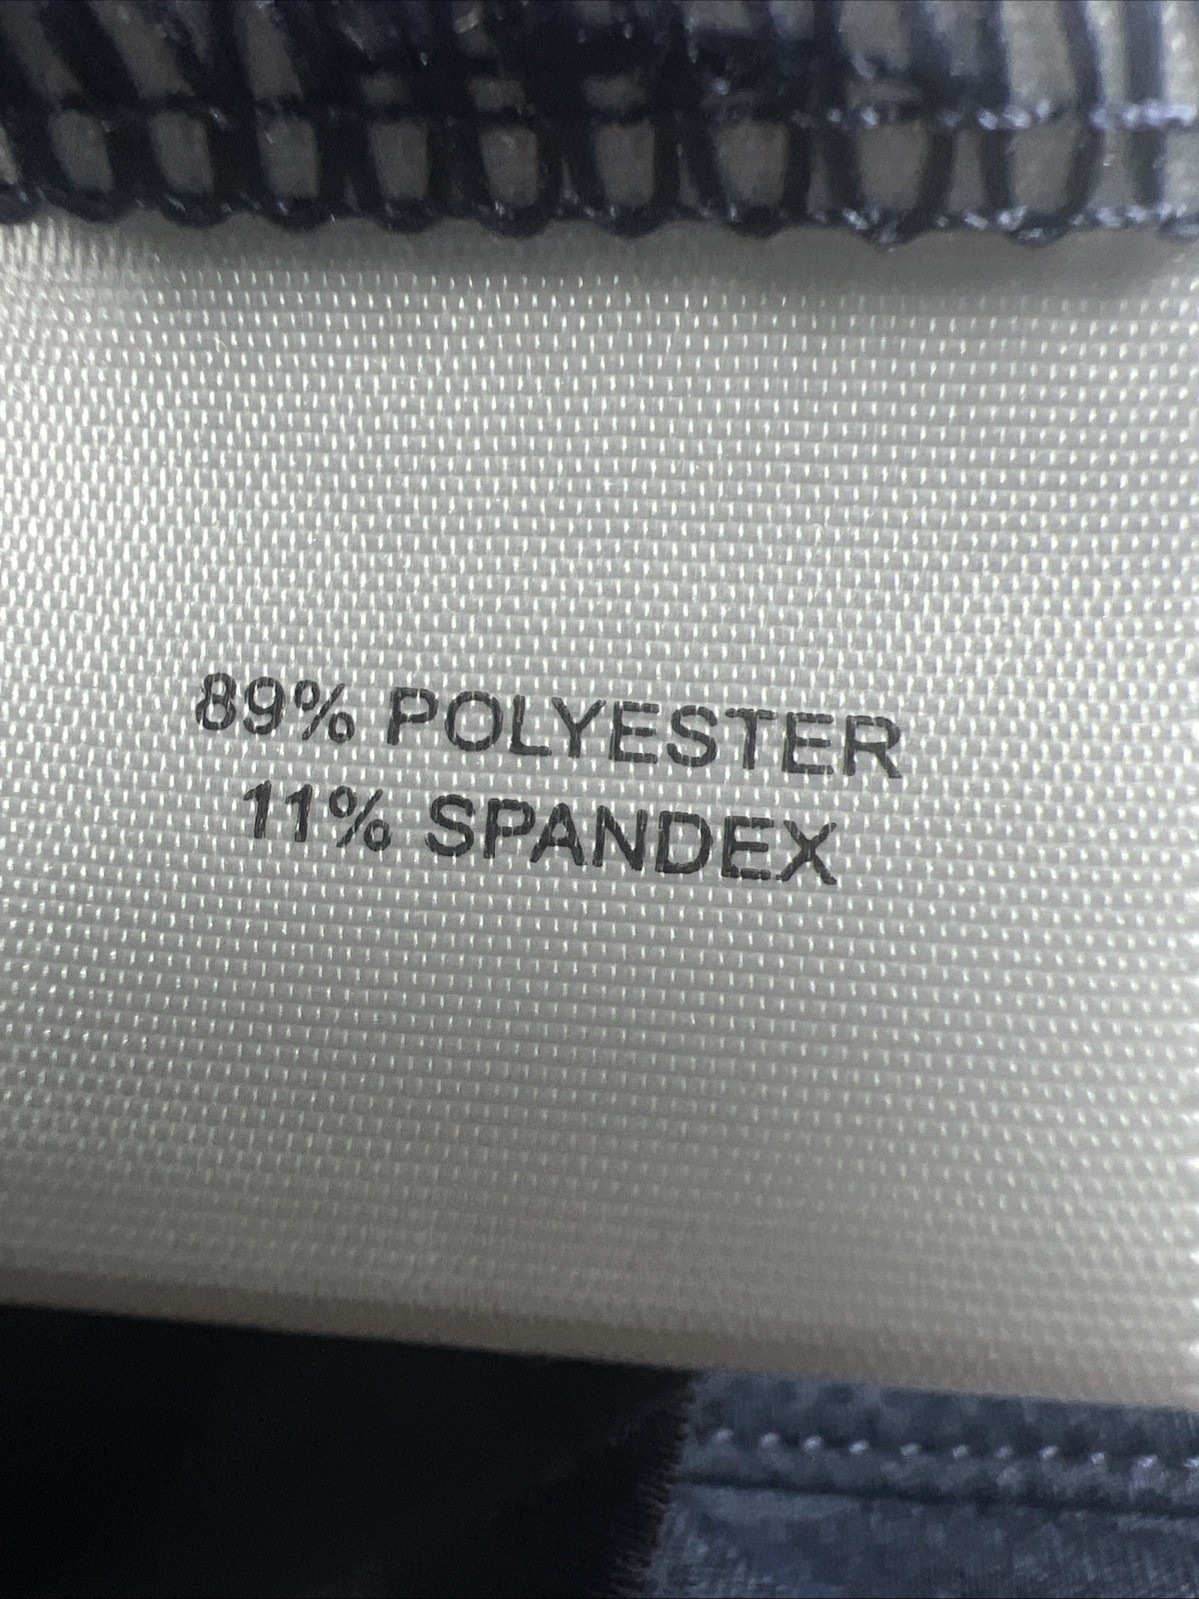 89% POLYESTER
11% SPANDEX